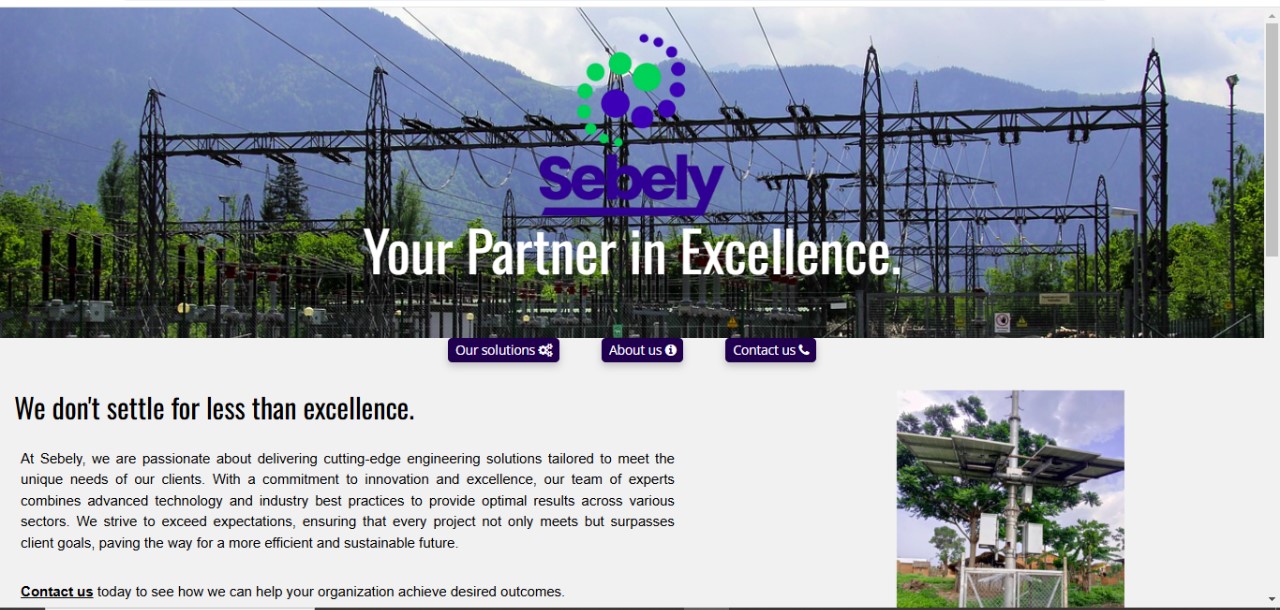 Sebely
Your Partner in Excellence.
Our solutions
About us
Contact us
We don't settle for less than excellence.
At Sebely, we are passionate about delivering cutting-edge engineering solutions tailored to meet the
unique needs of our clients. With a commitment to innovation and excellence, our team of experts
combines advanced technology and industry best practices to provide optimal results across various
sectors. We strive to exceed expectations, ensuring that every project not only meets but surpasses
client goals, paving the way for a more efficient and sustainable future.
Contact us today to see how we can help your organization achieve desired outcomes.